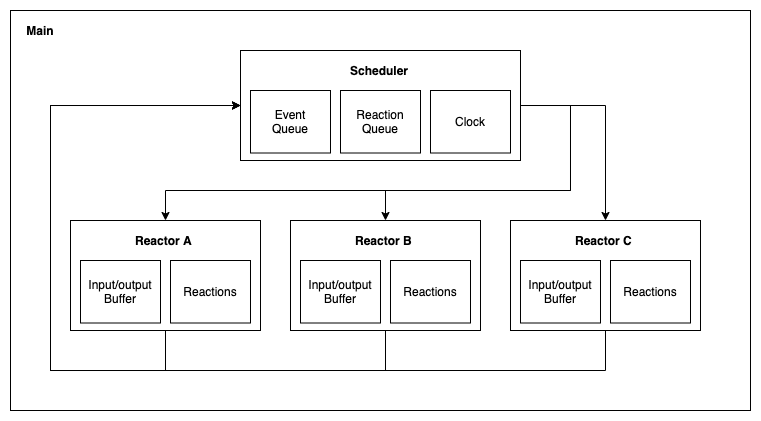 Main
Scheduler
Event
Queue
Reaction
Queue
Clock
Reactor A
Input/output
Buffer
Reactions
Reactor B
Input/output
Buffer
Reactions
Reactor C
Input/output
Buffer
Reactions